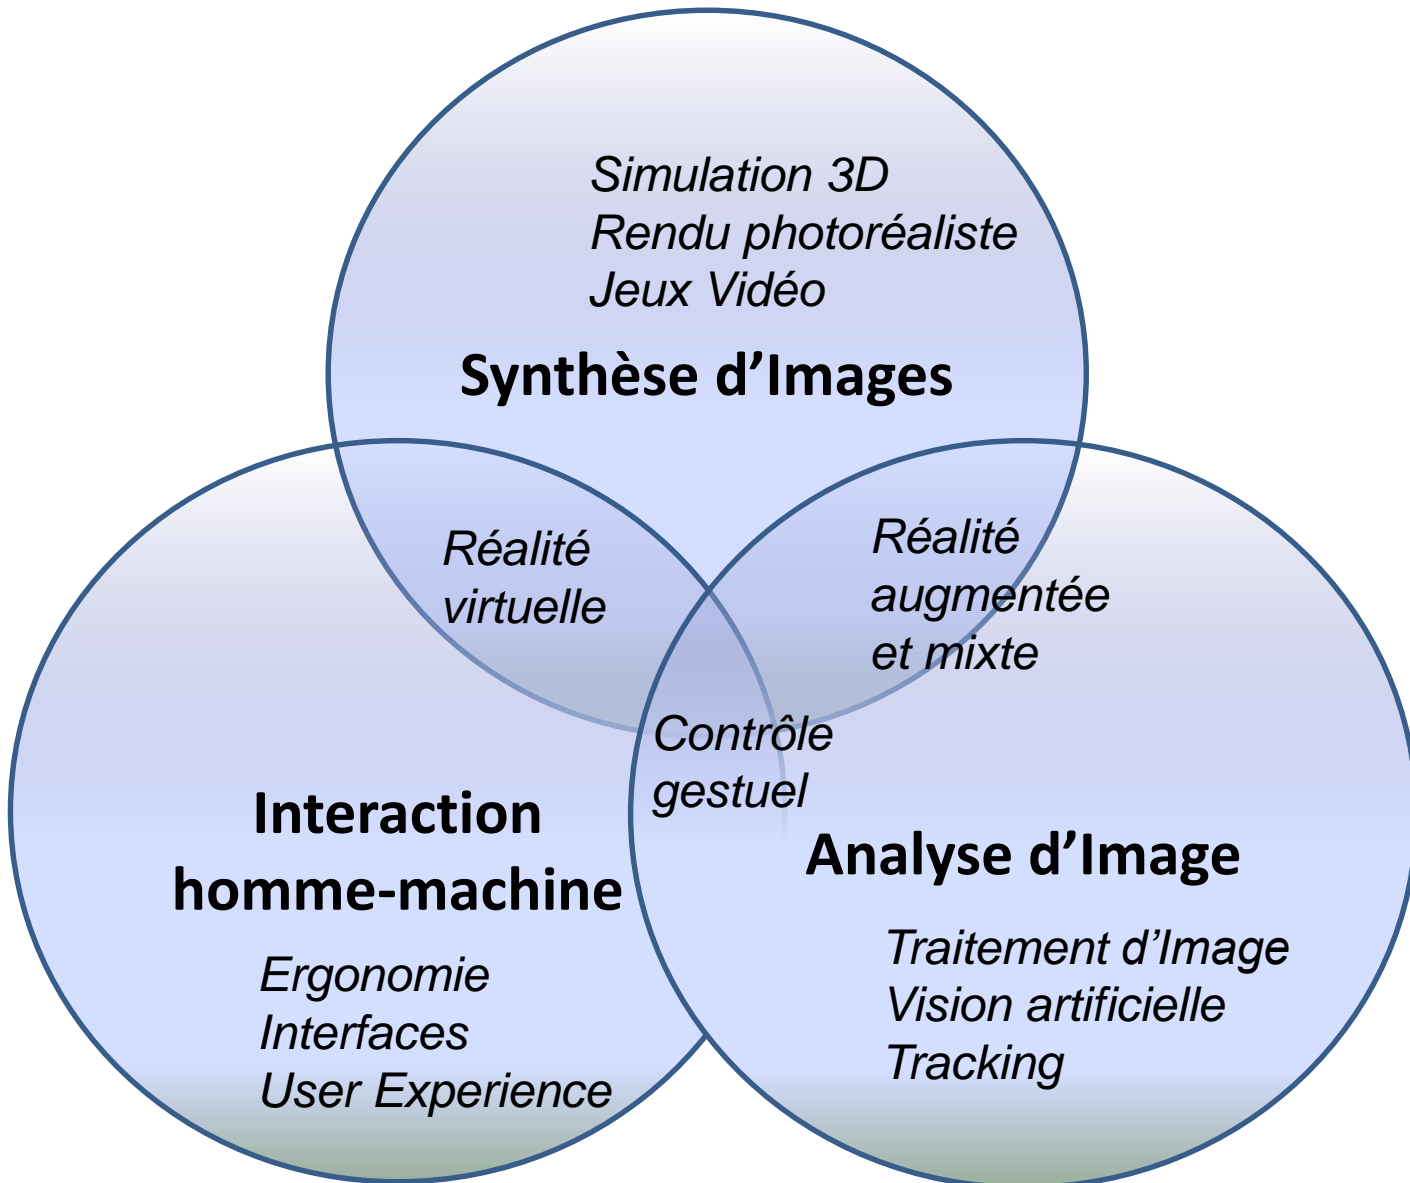 Simulation 3D
Rendu photoréaliste
Jeux Vidéo
Synthèse d’Images
Réalité
virtuelle
Réalité
augmentée
et mixte
Contrôle
gestuel
Interaction
homme-machine
Ergonomie
Interfaces
User Experience
Analyse d’Image
Traitement d’Image
Vision artificielle
Tracking